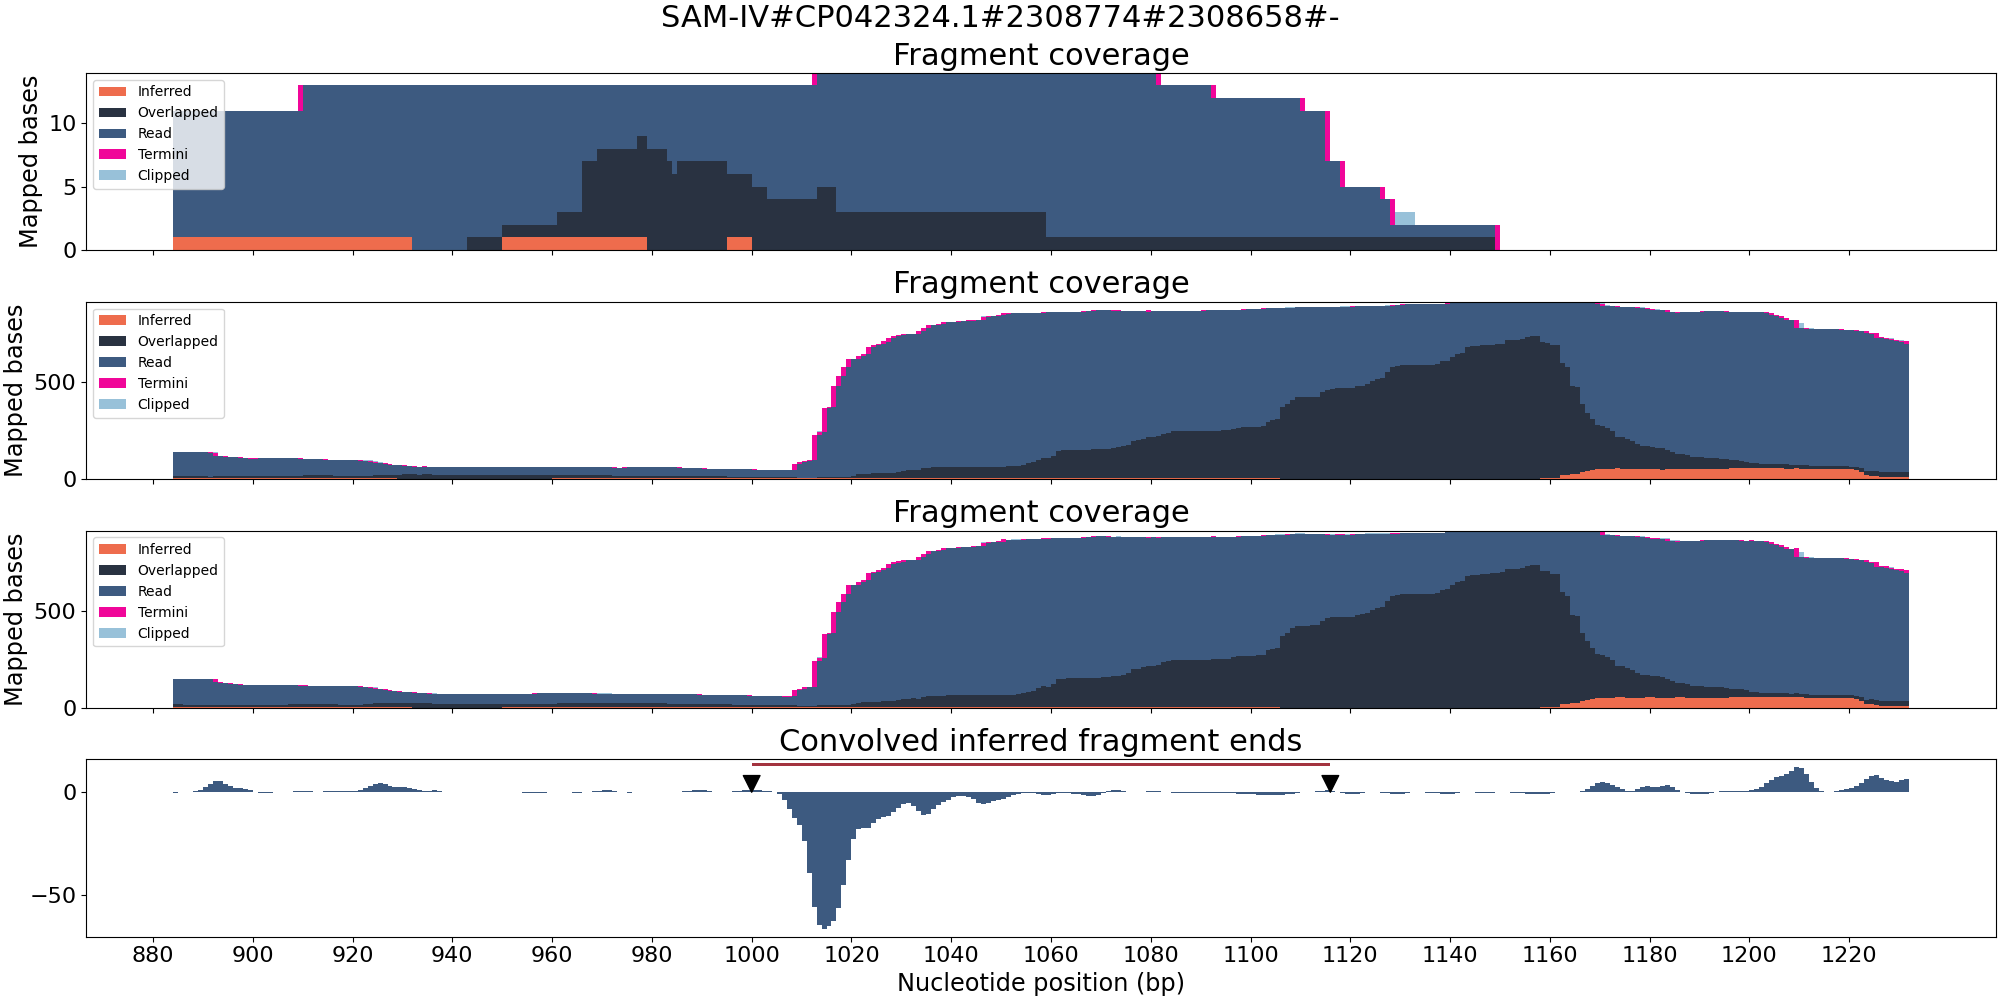 SAM-IV#CP042324.1#2308774#2308658#-
Fragment coverage
Mapped bases
10
5
0
Inferred
Overlapped
Read
Termini
Clipped
Fragment coverage
Mapped bases
500
0
Inferred
Overlapped
Read
Termini
Clipped
Fragment coverage
Mapped bases
500
0
Inferred
Overlapped
Read
Termini
Clipped
Convolved inferred fragment ends
0
−50
880 900 920 940 960 980 1000 1020 1040 1060 1080 1100 1120 1140 1160 1180 1200 1220
Nucleotide position (bp)